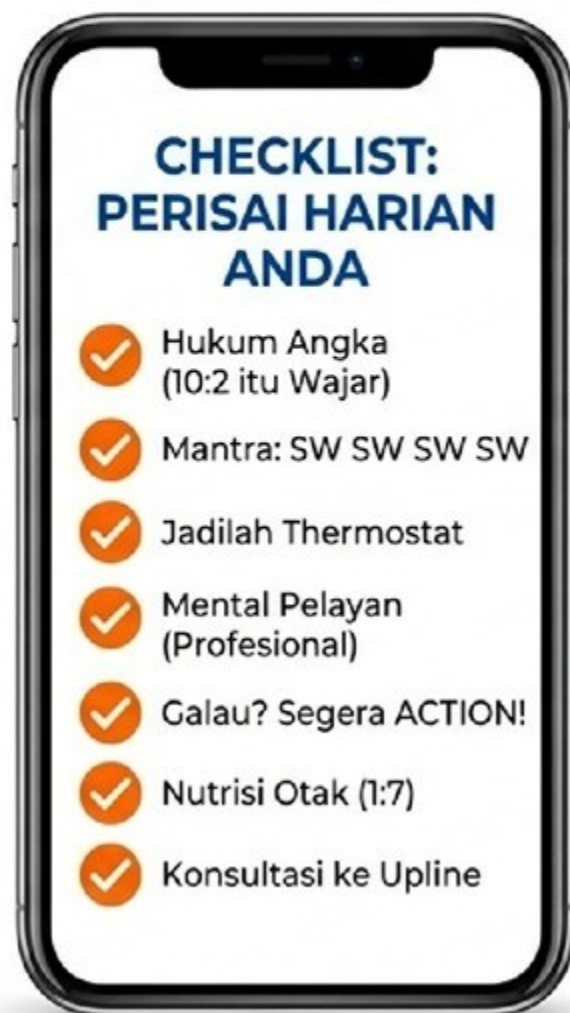 CHECKLIST:
PERISAI HARIAN
ANDA
Hukum Angka
(10:2 itu Wajar)
Mantra: SW SW SW SW
Jadilah Thermostat
Mental Pelayan
(Profesional)
Galau? Segera ACTION!
Nutrisi Otak (1:7)
Konsultasi ke Upline